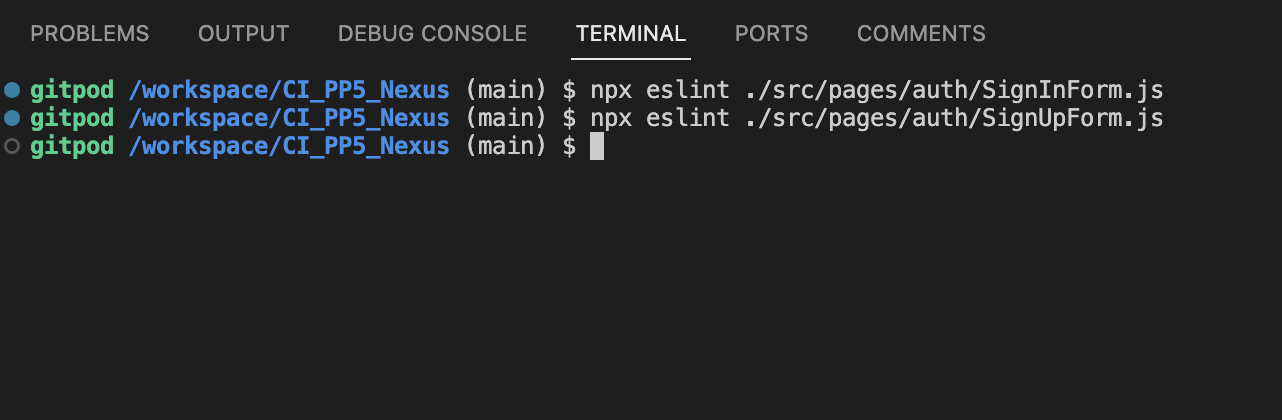 PROBLEMS OUTPUT DEBUG CONSOLE TERMINAL PORTS COMMENTS
gitpod /workspace/CI_PP5_Nexus (main) $ npx eslint ./src/pages/auth/SignInForm.js
gitpod /workspace/CI_PP5_Nexus (main) $ npx eslint ./src/pages/auth/SignUpForm.js
gitpod /workspace/CI_PP5_Nexus (main) $